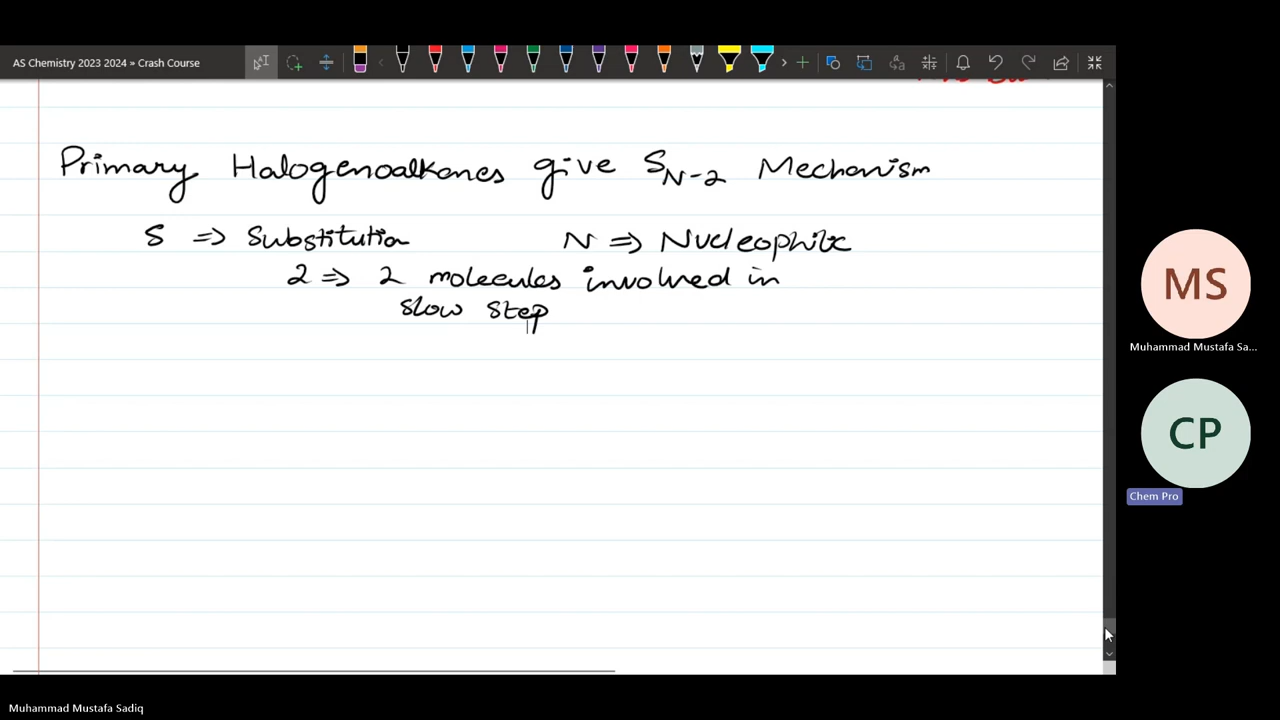 AS Chemistry 2023 2024 » Crash Course
Primary Halogenoalkanes give SN-2 Mechanism
S => Substitution N => Nucleophilic
2 => 2 molecules involved in
slow step
MS
Muhammad Mustafa Sa...
CP
Chem Pro
Muhammad Mustafa Sadiq